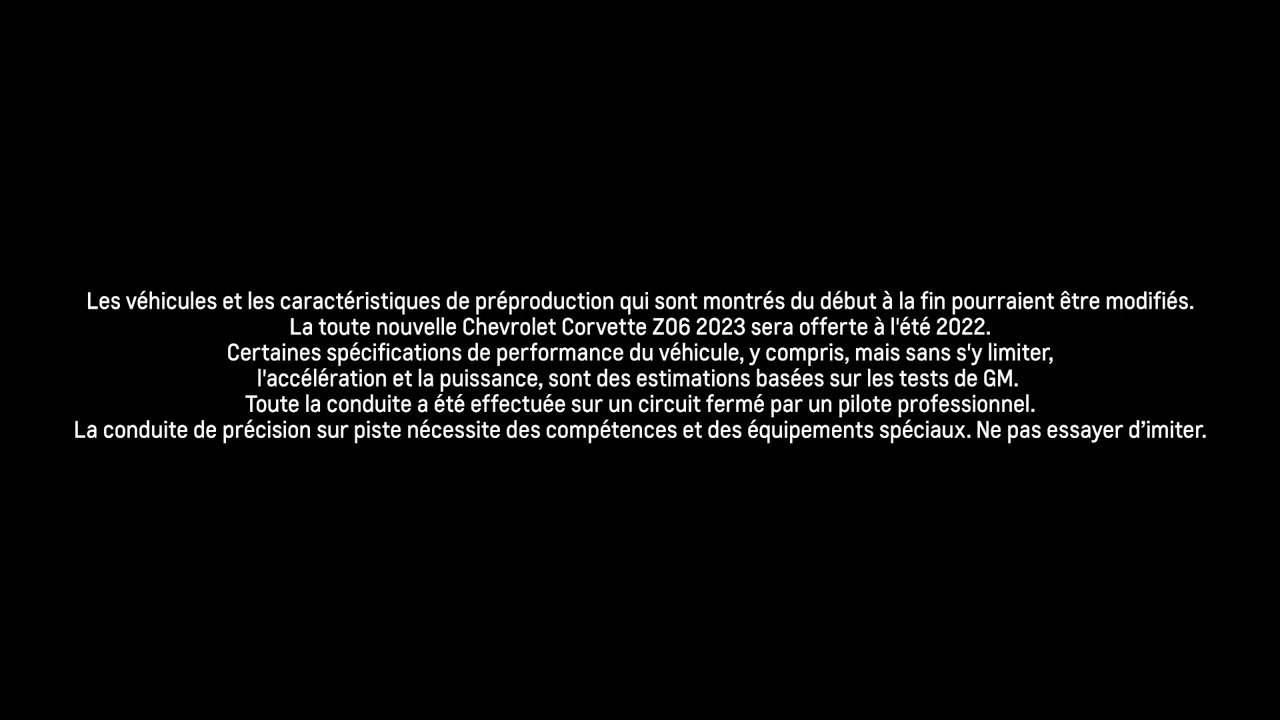 Les véhicules et les caractéristiques de préproduction qui sont montrés du début à la fin pourraient être modifiés.
La toute nouvelle Chevrolet Corvette Z06 2023 sera offerte à l'été 2022.
Certaines spécifications de performance du véhicule, y compris, mais sans s'y limiter,
l'accélération et la puissance, sont des estimations basées sur les tests de GM.
Toute la conduite a été effectuée sur un circuit fermé par un pilote professionnel.
La conduite de précision sur piste nécessite des compétences et des équipements spéciaux. Ne pas essayer d’imiter.